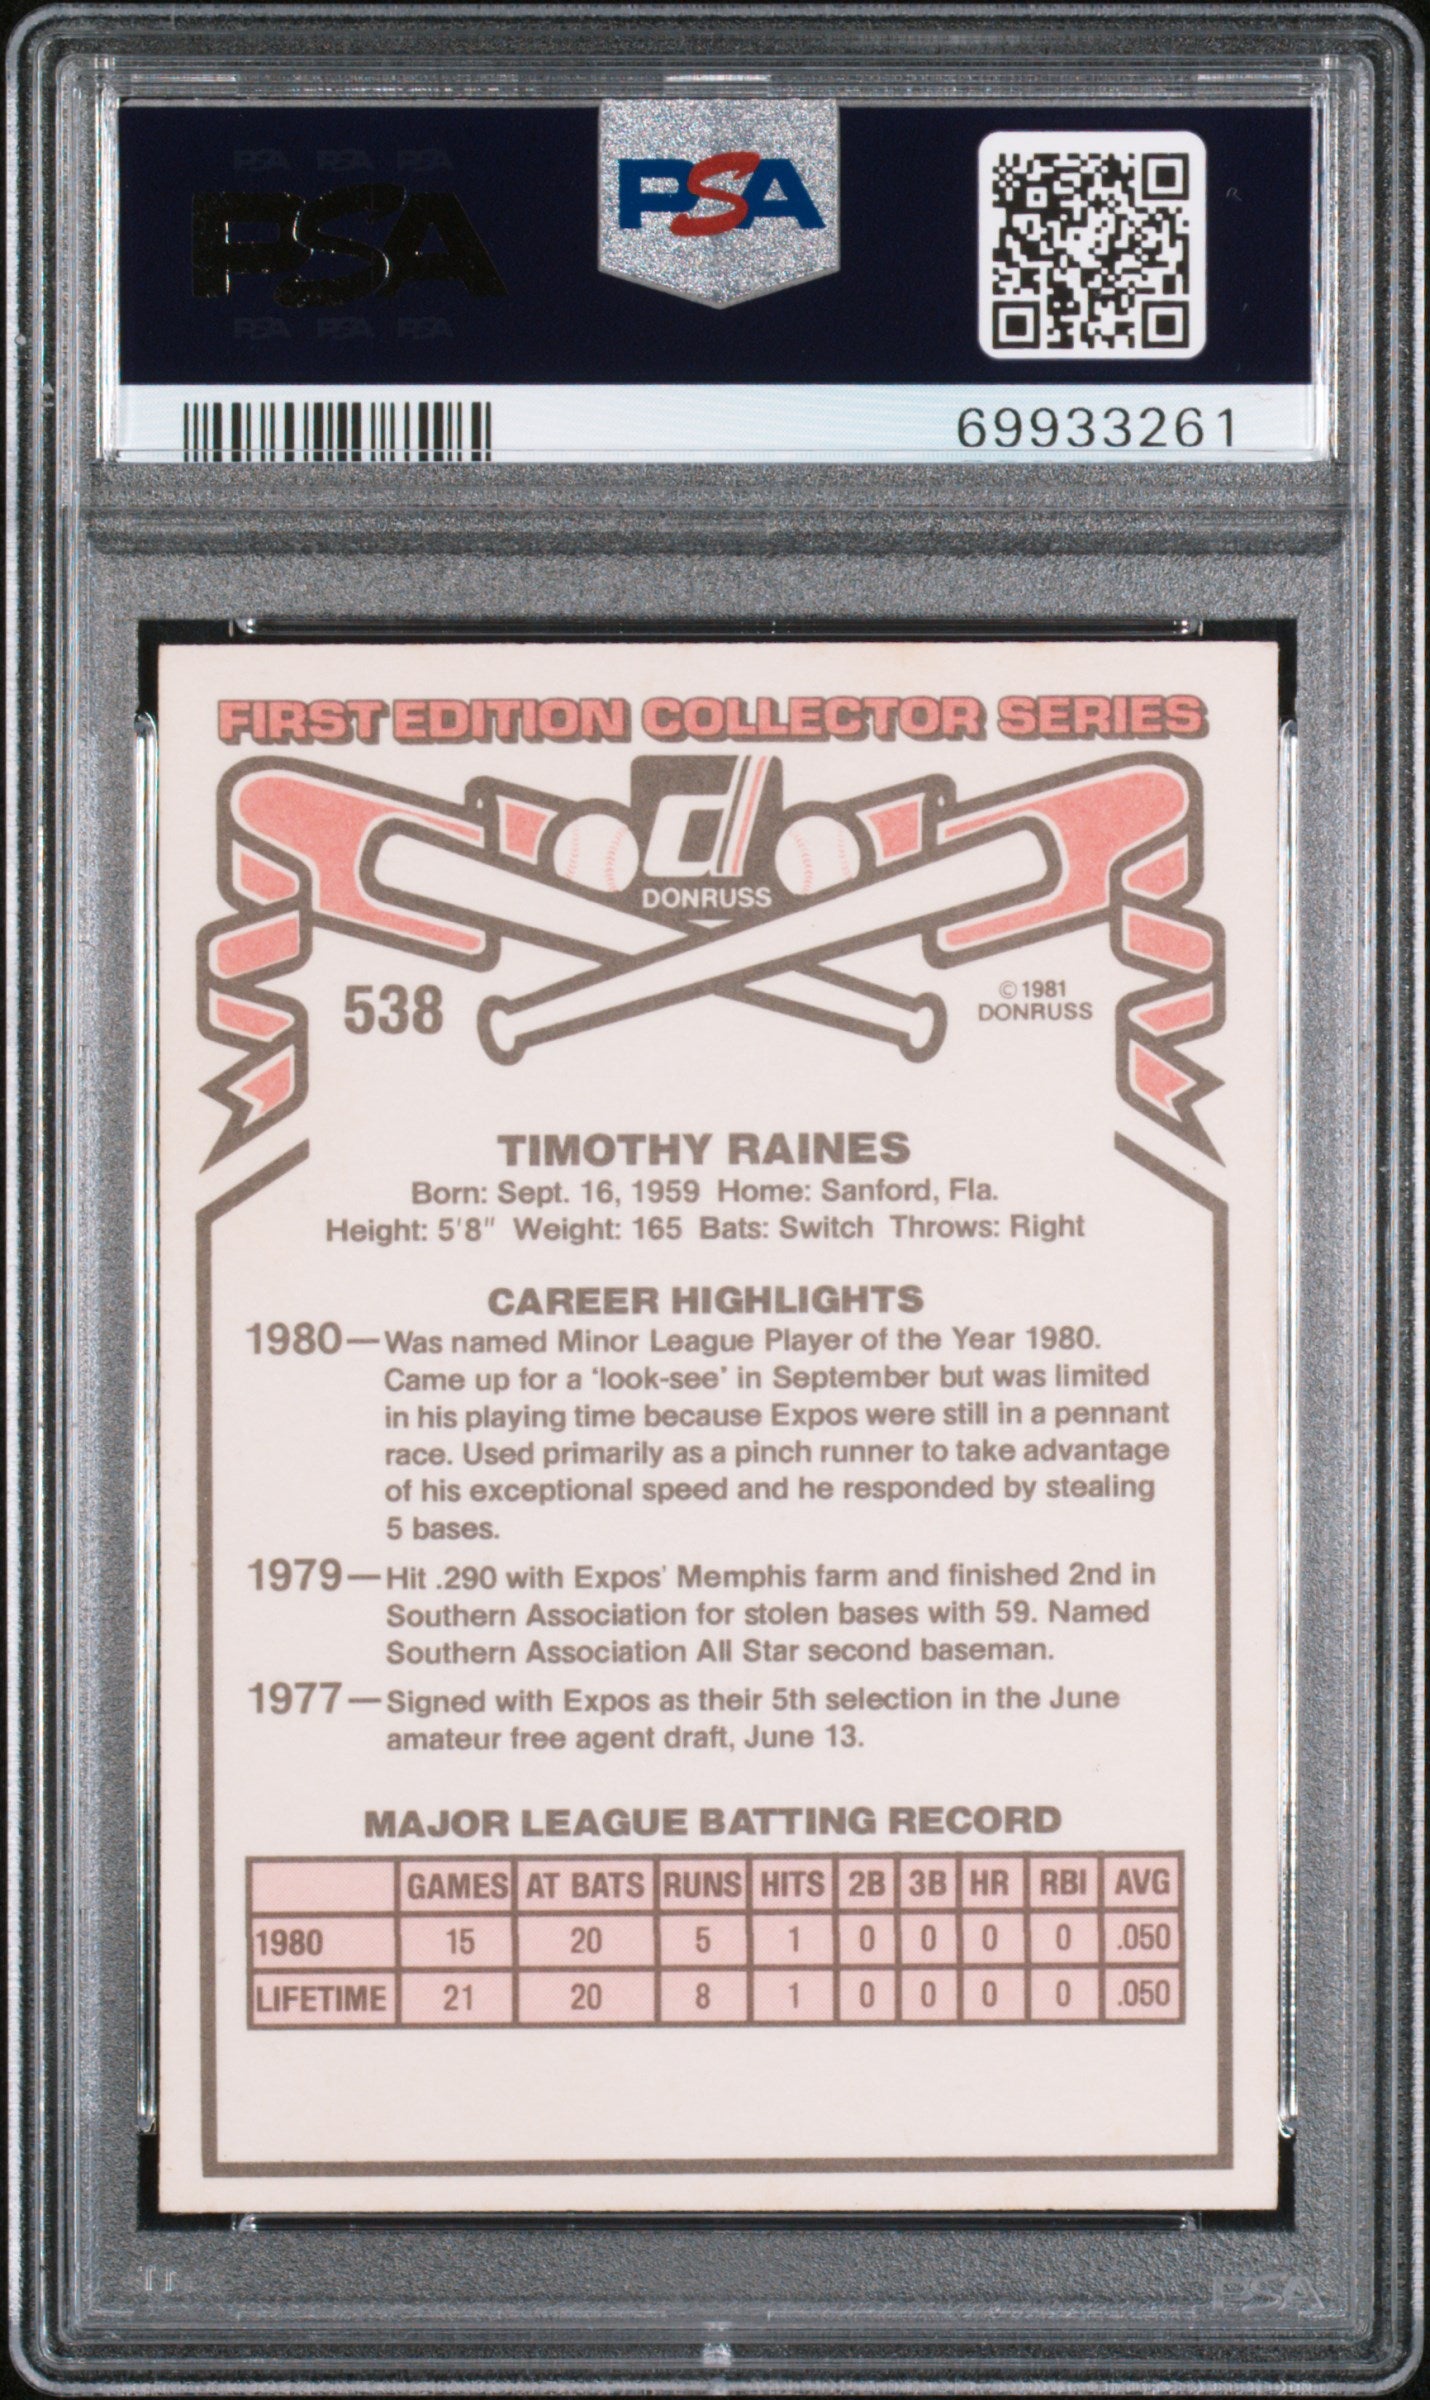 PSA PSA PSA
PSA
PSA PSA PSA
PSA
69933261
FIRST EDITION COLLECTOR SERIES
d
DONRUSS
538
© 1981
DONRUSS
TIMOTHY RAINES
Born: Sept. 16, 1959 Home: Sanford, Fla.
Height: 5'8" Weight: 165 Bats: Switch Throws: Right
CAREER HIGHLIGHTS
1980—Was named Minor League Player of the Year 1980.
Came up for a 'look-see' in September but was limited
in his playing time because Expos were still in a pennant
race. Used primarily as a pinch runner to take advantage
of his exceptional speed and he responded by stealing
5 bases.
1979—Hit .290 with Expos' Memphis farm and finished 2nd in
Southern Association for stolen bases with 59. Named
Southern Association All Star second baseman.
1977—Signed with Expos as their 5th selection in the June
amateur free agent draft, June 13.
MAJOR LEAGUE BATTING RECORD
GAMES AT BATS RUNS HITS 2B 3B HR RBI AVG
1980 15 20 5 1 0 0 0 0 .050
LIFETIME 21 20 8 1 0 0 0 0 .050
PSA